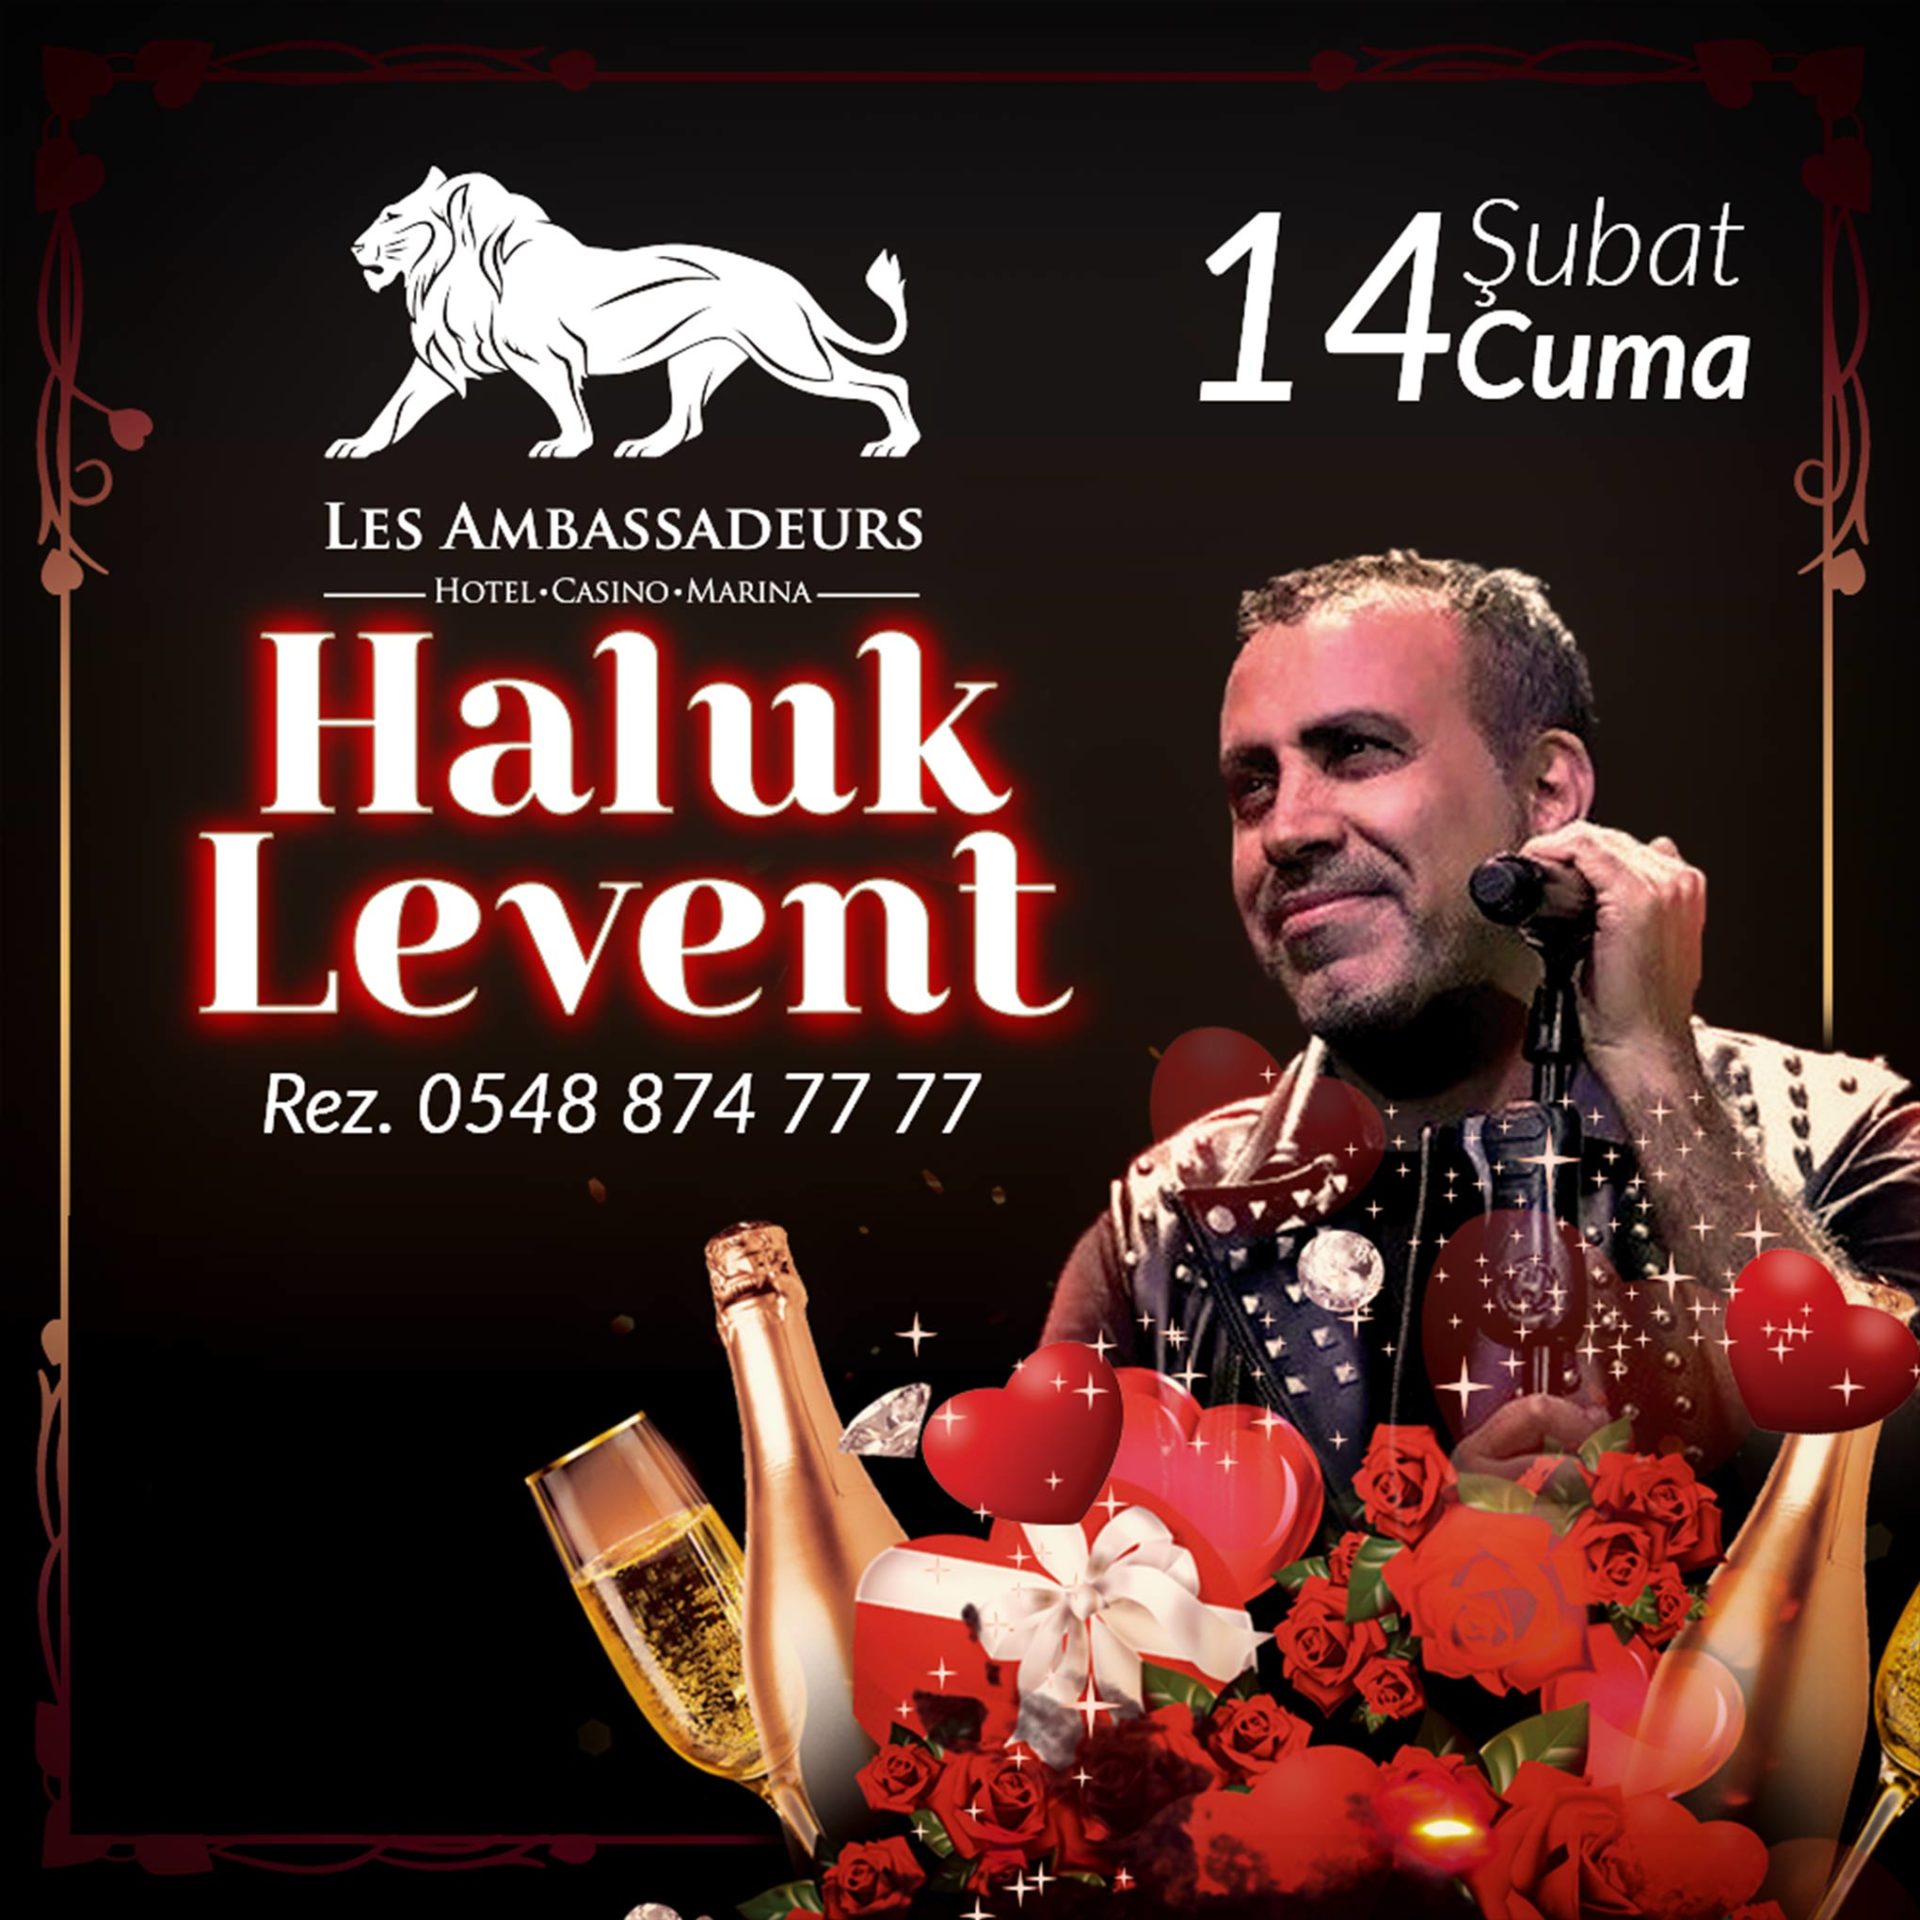 14 Şubat
Cuma
LES AMBASSADEURS
HOTEL•CASINO•MARINA
Haluk
Levent
Rez. 0548 874 77 77